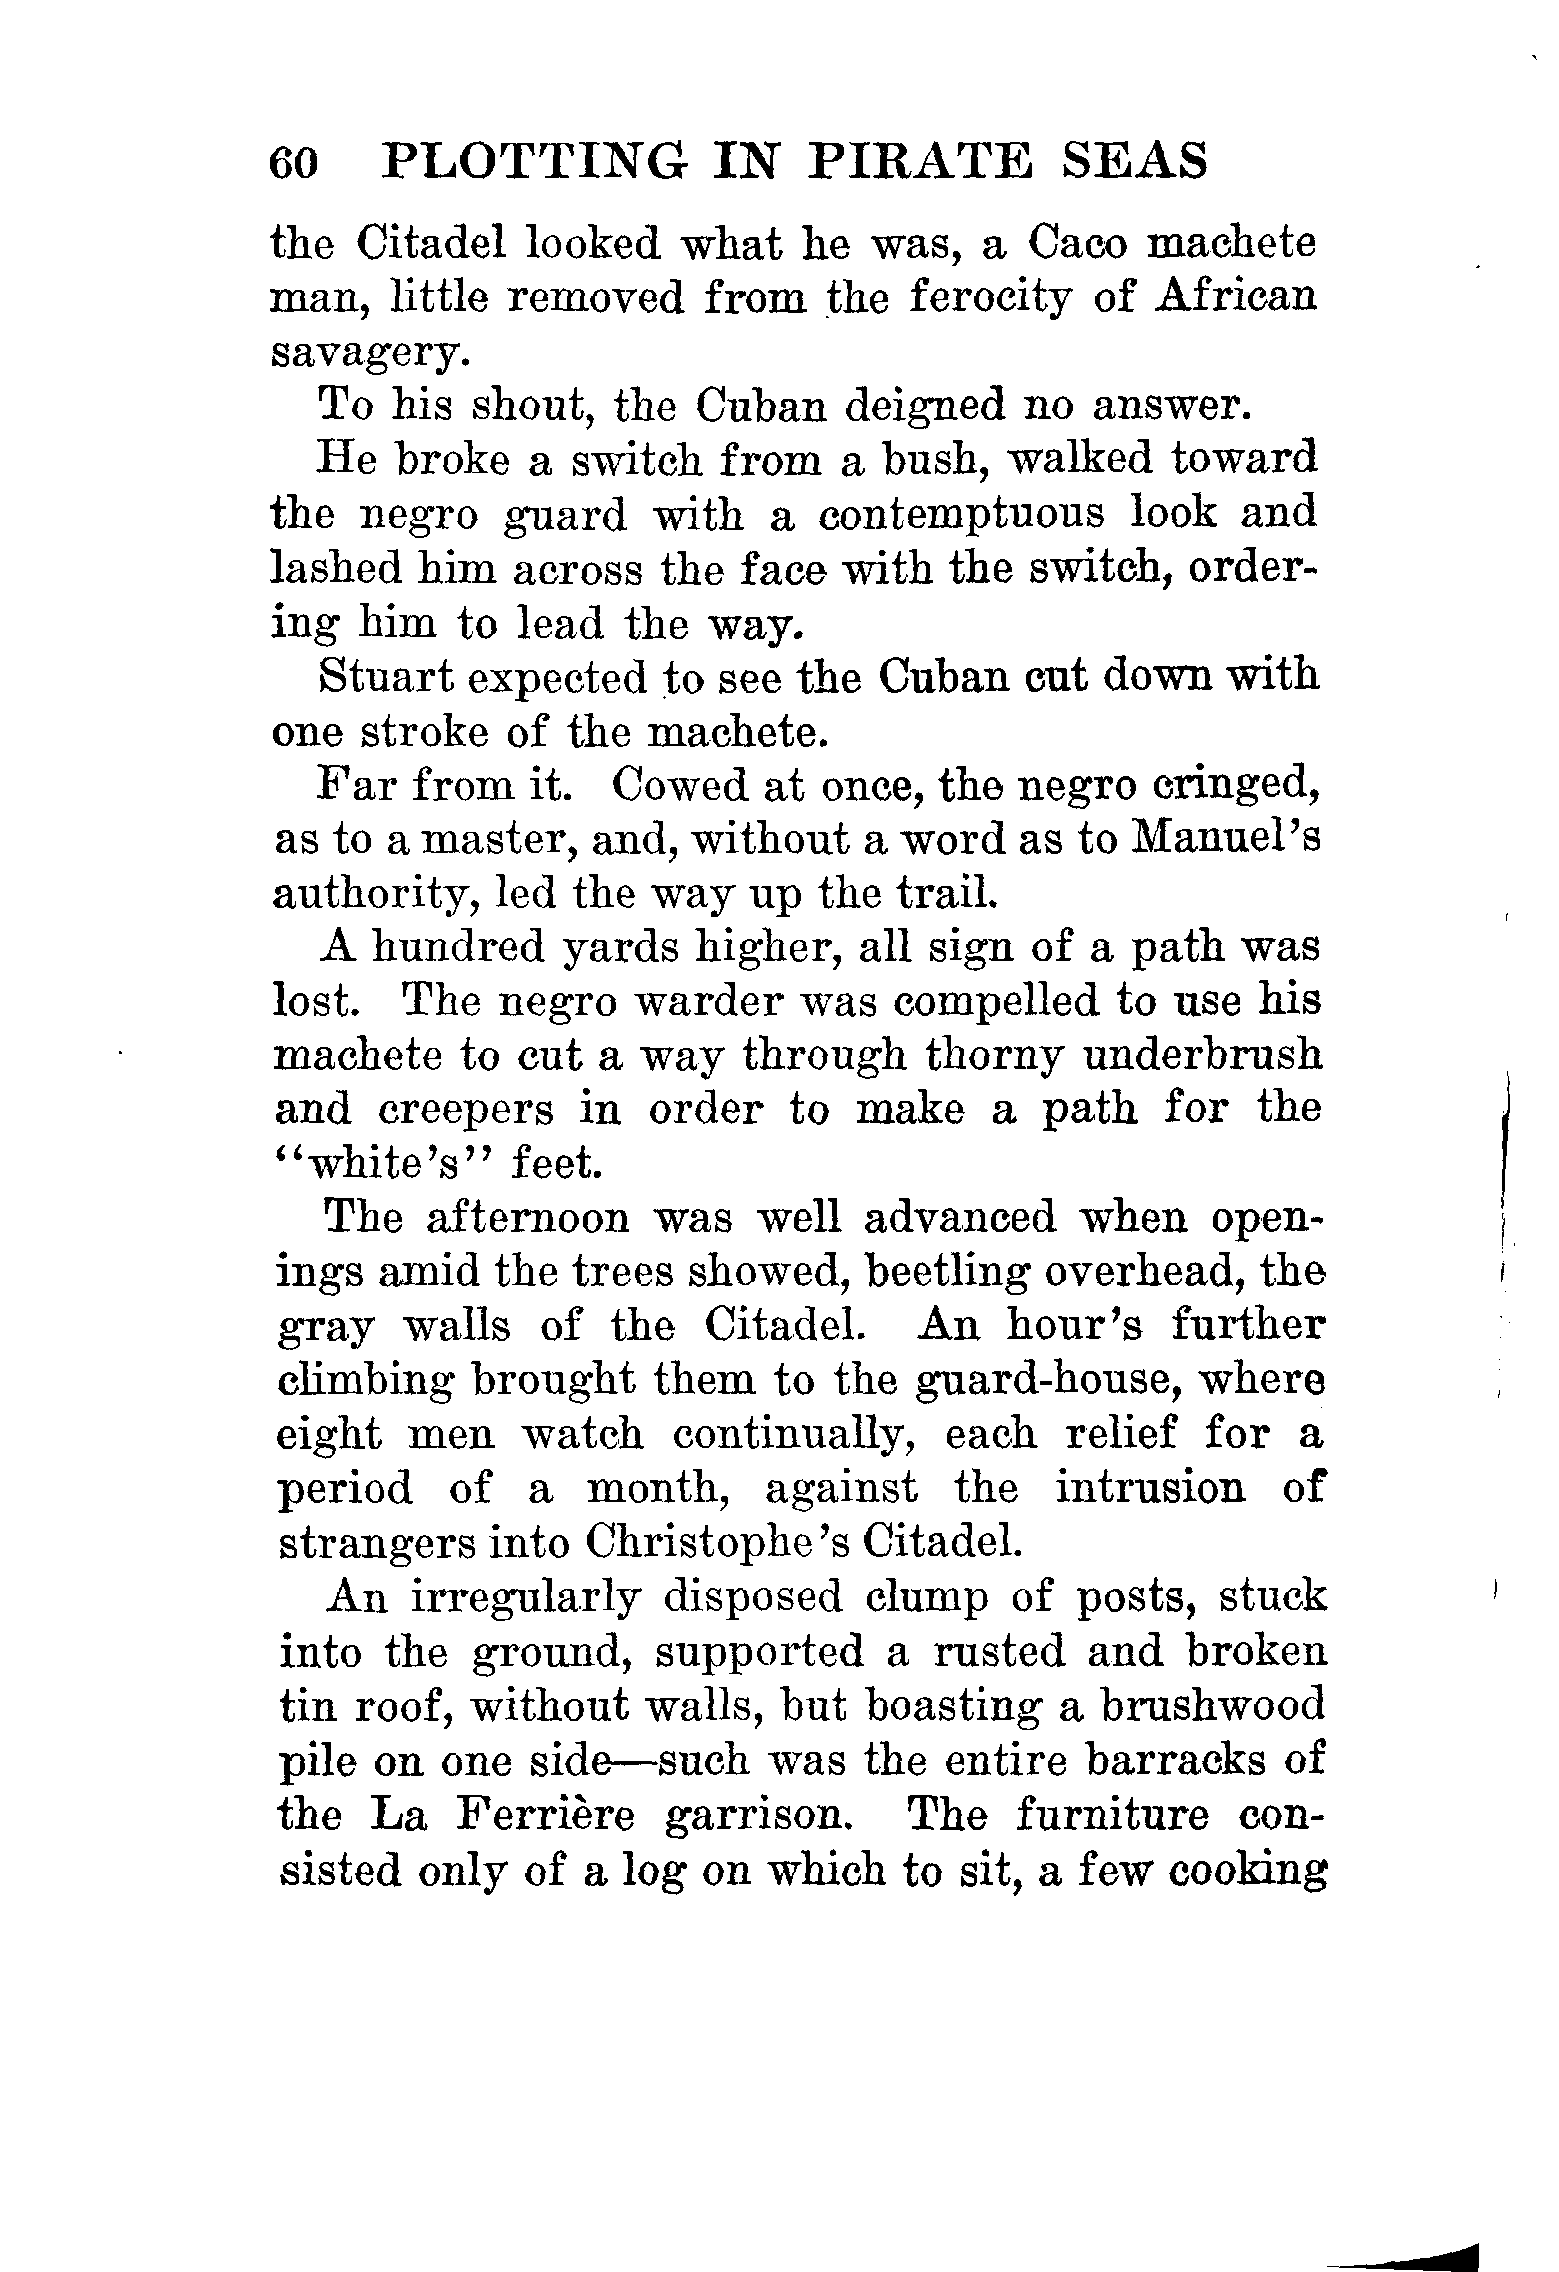 60 PLOTTING IN PIRATE SEAS
the Citadel looked what he was, a Caco machete
man, little removed from the ferocity of African
savagery.
To his shout, the Cuban deigned no answer.
He broke a switch from a bush, walked toward
the negro guard with a contemptuous look and
lashed him across the face with the switch, order-
ing him to lead the way.
Stuart expected to see the Cuban cut down with
one stroke of the machete.
Far from it. Cowed at once, the negro cringed,
as to a master, and, without a word as to Manuel's
authority, led the way up the trail.
A hundred yards higher, all sign of a path was
lost. The negro warder was compelled to use his
machete to cut a way through thorny underbrush
and creepers in order to make a path for the
"white's" feet.
The afternoon was well advanced when open-
ings amid the trees showed, beetling overhead, the
gray walls of the Citadel. An hour's further
climbing brought them to the guard-house, where
eight men watch continually, each relief for a
period of a month, against the intrusion of
strangers into Christophe's Citadel.
An irregularly disposed clump of posts, stuck
into the ground, supported a rusted and broken
tin roof, without walls, but boasting a brushwood
pile on one side—such was the entire barracks of
the La Ferrière garrison. The furniture con-
sisted only of a log on which to sit, a few cooking